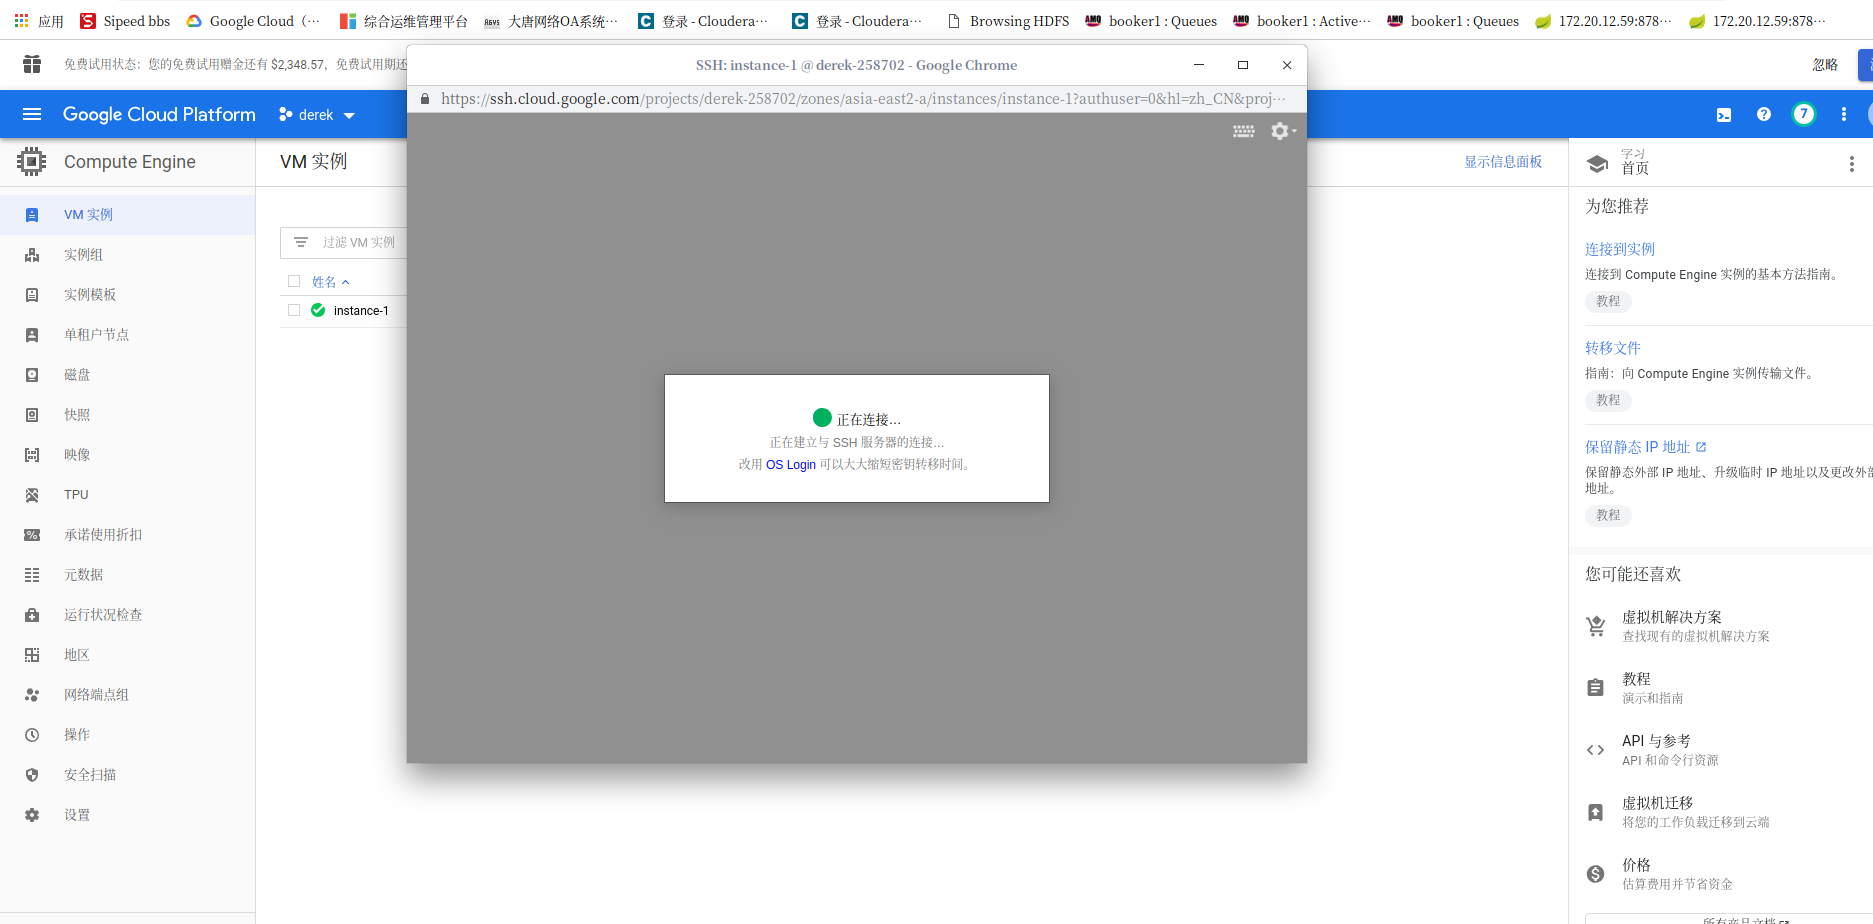 应用
Sipeed bbs
Google Cloud（…
综合运维管理平台
大唐网络OA系统…
登录 - Cloudera…
登录 - Cloudera…
Browsing HDFS
booker1 : Queues
booker1 : Active…
booker1 : Queues
172.20.12.59:878…
172.20.12.59:878…
免费试用状态：您的免费试用赠金还有 $2,348.57，免费试用期还
忽略
SSH: instance-1 @ derek-258702 - Google Chrome
https://ssh.cloud.google.com/projects/derek-258702/zones/asia-east2-a/instances/instance-1?authuser=0&hl=zh_CN&proj…
Google Cloud Platform
derek
7
Compute Engine
VM 实例
实例组
实例模板
单租户节点
磁盘
快照
映像
TPU
承诺使用折扣
元数据
运行状况检查
地区
网络端点组
操作
安全扫描
设置
VM 实例
显示信息面板
过滤 VM 实例
姓名
instance-1
正在连接...
正在建立与 SSH 服务器的连接...
改用 OS Login 可以大大缩短密钥转移时间。
学习
首页
为您推荐
连接到实例
连接到 Compute Engine 实例的基本方法指南。
教程
转移文件
指南：向 Compute Engine 实例传输文件。
教程
保留静态 IP 地址
保留静态外部 IP 地址、升级临时 IP 地址以及更改外部
地址。
教程
您可能还喜欢
虚拟机解决方案
查找现有的虚拟机解决方案
教程
演示和指南
API 与参考
API 和命令行资源
虚拟机迁移
将您的工作负载迁移到云端
价格
估算费用并节省资金
所有产品文档